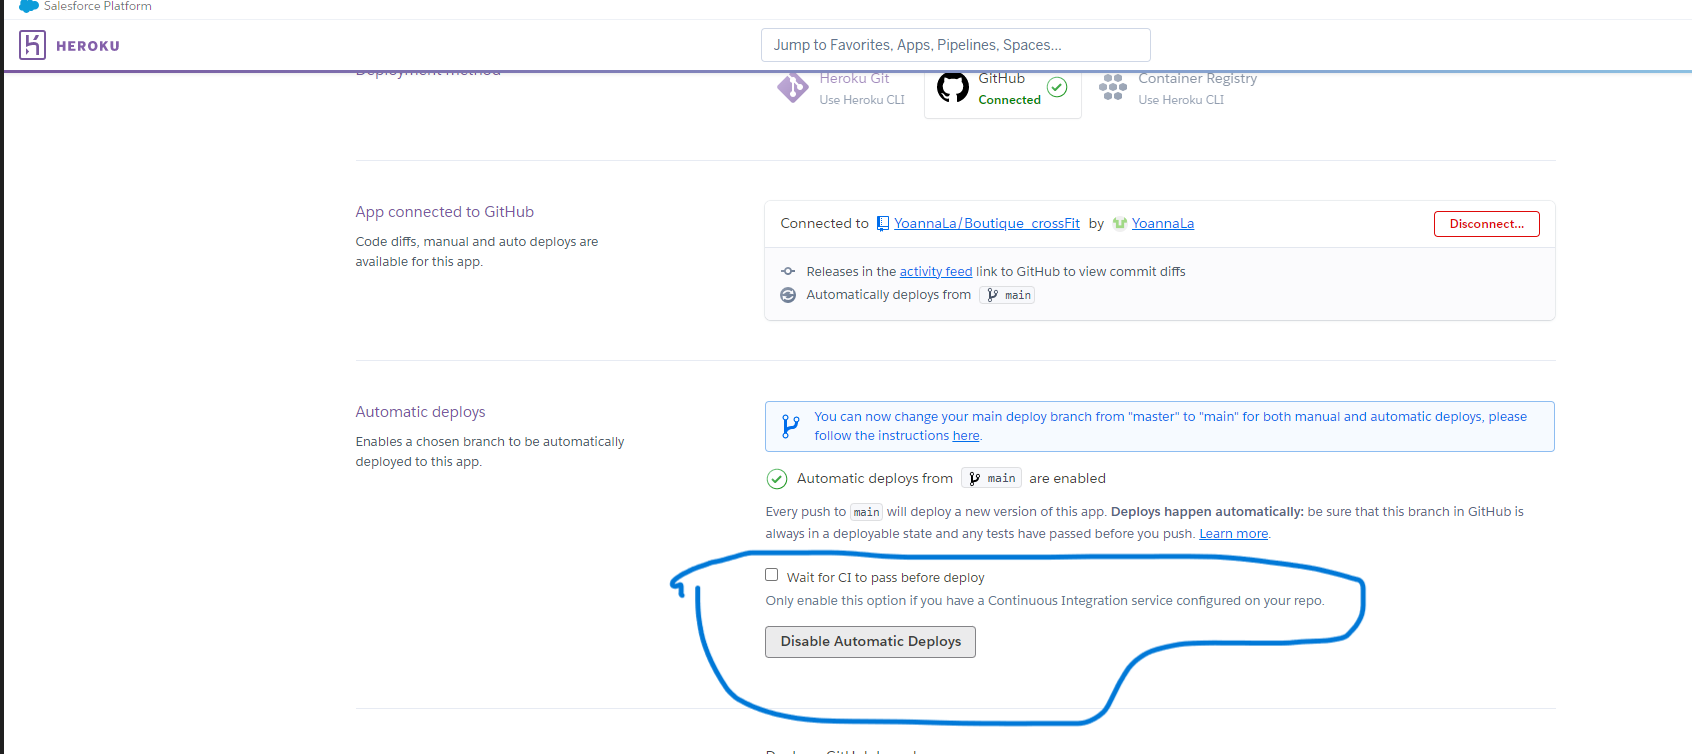 Salesforce Platform
HEROKU
Jump to Favorites, Apps, Pipelines, Spaces...
Deployment method
Heroku Git
Use Heroku CLI
GitHub
Connected
Container Registry
Use Heroku CLI
App connected to GitHub
Code diffs, manual and auto deploys are
available for this app.
Connected to YoannaLa/Boutique_crossFit by YoannaLa
Disconnect...
Releases in the activity feed link to GitHub to view commit diffs
Automatically deploys from main
Automatic deploys
Enables a chosen branch to be automatically
deployed to this app.
You can now change your main deploy branch from "master" to "main" for both manual and automatic deploys, please
follow the instructions here.
Automatic deploys from main are enabled
Every push to main will deploy a new version of this app. Deploys happen automatically: be sure that this branch in GitHub is
always in a deployable state and any tests have passed before you push. Learn more.
Wait for CI to pass before deploy
Only enable this option if you have a Continuous Integration service configured on your repo.
Disable Automatic Deploys